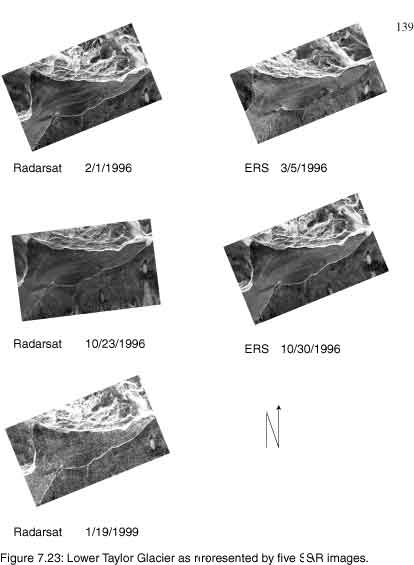 139
Radarsat 2/1/1996
ERS 3/5/1996
Radarsat 10/23/1996
ERS 10/30/1996
N
Radarsat 1/19/1999
Figure 7.23: Lower Taylor Glacier as by five SAR images.